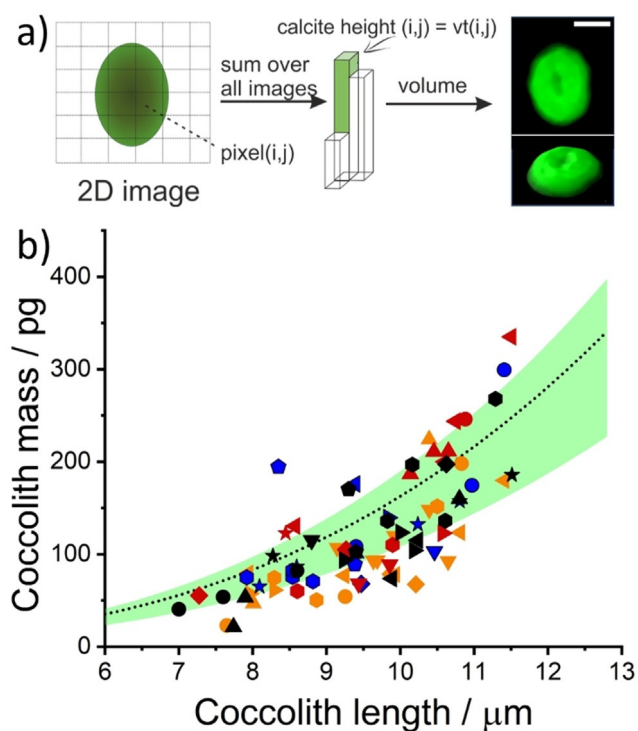 a)
calcite height (i,j) = vt(i,j)
sum over
all images
volume
pixel(i,j)
2D image
b)
400
300
200
100
0
Coccolith mass / pg
6 7 8 9 10 11 12 13
Coccolith length / μm